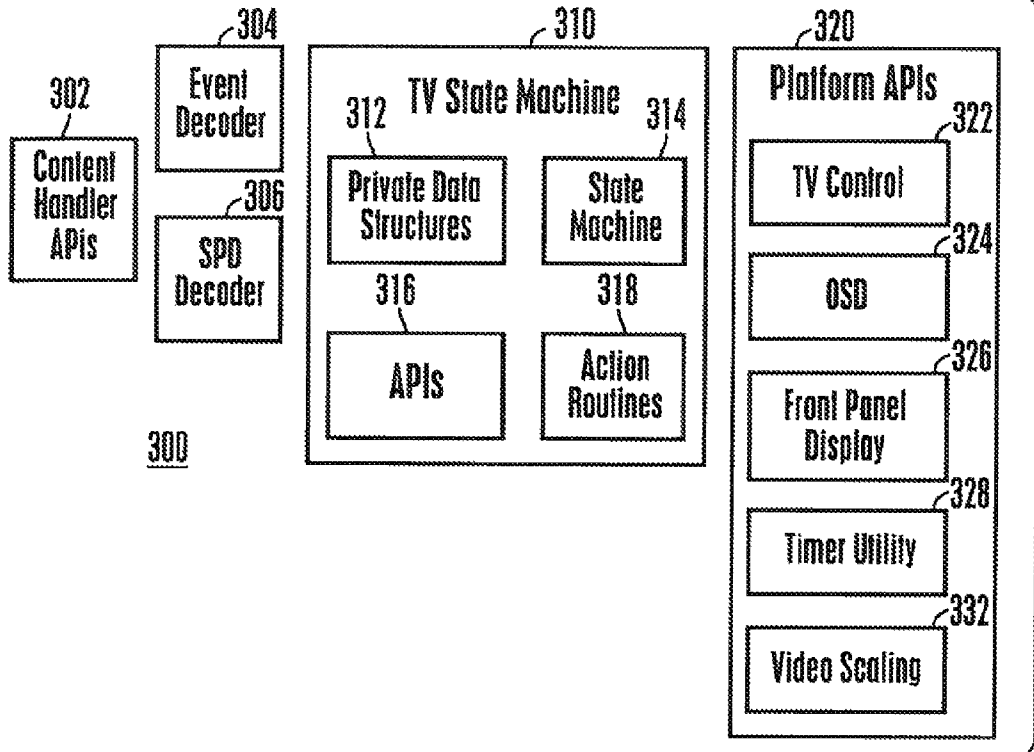 302
Content
Handler
APis
304
Event
Decoder
306
SPD
Decoder
300
310
TV State Machine
312
Private Data
Structures
314
State
Machine
316
APIs
318
Action
Routines
320
Platform APIs
322
TV Control
324
OSD
326
Front Panel
Display
328
Timer Utility
332
Video Scaling